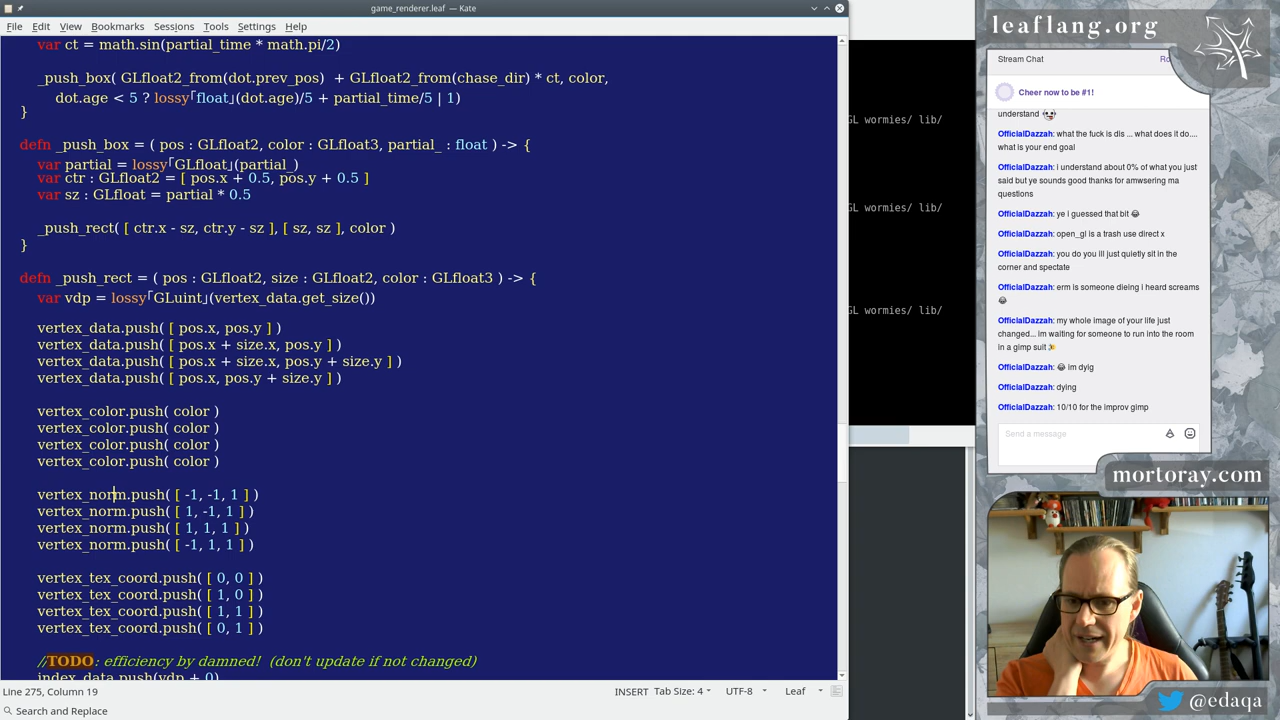 game_renderer.leaf — Kate
File Edit View Bookmarks Sessions Tools Settings Help
var ct = math.sin(partial_time * math.pi/2)
_push_box( GLfloat2_from(dot.prev_pos)  + GLfloat2_from(chase_dir) * ct, color,
dot.age < 5 ? lossy「float」(dot.age)/5 + partial_time/5 | 1)
}
defn _push_box = ( pos : GLfloat2, color : GLfloat3, partial_ : float ) -> {
var partial = lossy「GLfloat」(partial_)
var ctr : GLfloat2 = [ pos.x + 0.5, pos.y + 0.5 ]
var sz : GLfloat = partial * 0.5
_push_rect( [ ctr.x - sz, ctr.y - sz ], [ sz, sz ], color )
}
defn _push_rect = ( pos : GLfloat2, size : GLfloat2, color : GLfloat3 ) -> {
var vdp = lossy「GLuint」(vertex_data.get_size())
vertex_data.push( [ pos.x, pos.y ] )
vertex_data.push( [ pos.x + size.x, pos.y ] )
vertex_data.push( [ pos.x + size.x, pos.y + size.y ] )
vertex_data.push( [ pos.x, pos.y + size.y ] )
vertex_color.push( color )
vertex_color.push( color )
vertex_color.push( color )
vertex_color.push( color )
vertex_norm.push( [ -1, -1, 1 ] )
vertex_norm.push( [ 1, -1, 1 ] )
vertex_norm.push( [ 1, 1, 1 ] )
vertex_norm.push( [ -1, 1, 1 ] )
vertex_tex_coord.push( [ 0, 0 ] )
vertex_tex_coord.push( [ 1, 0 ] )
vertex_tex_coord.push( [ 1, 1 ] )
vertex_tex_coord.push( [ 0, 1 ] )
//TODO: efficiency by damned!  (don't update if not changed)
index_data.push(vdp + 0)
Line 275, Column 19
INSERT Tab Size: 4 UTF-8 Leaf
Search and Replace
GL wormies/ lib/
GL wormies/ lib/
GL wormies/ lib/
leaflang.org
Stream Chat
Cheer now to be #1!
understand
OfficialDazzah: what the fuck is dis ... what does it do....
what is your end goal
OfficialDazzah: i understand about 0% of what you just
said but ye sounds good thanks for amwsering ma
questions
OfficialDazzah: ye i guessed that bit 😂
OfficialDazzah: open_gl is a trash use direct x
OfficialDazzah: you do you ill just quietly sit in the
corner and spectate
OfficialDazzah: erm is someone dieing i heard screams
😂
OfficialDazzah: my whole image of your life just
changed... im waiting for someone to run into the room
in a gimp suit🎉
OfficialDazzah: 😂 im dyig
OfficialDazzah: dying
OfficialDazzah: 10/10 for the improv gimp
Send a message
mortoray.com
@edaqa